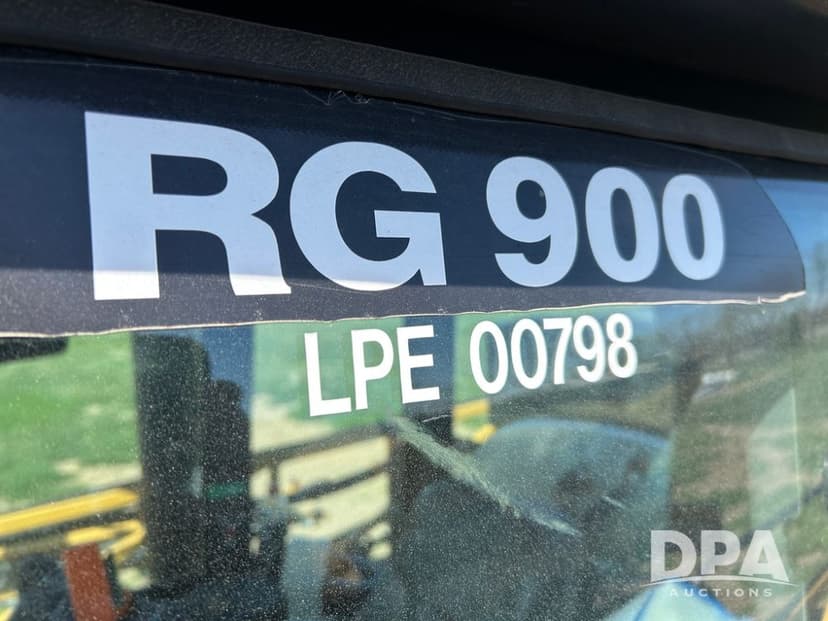 RG 900
LPE 00798
DPA
AUCTIONS